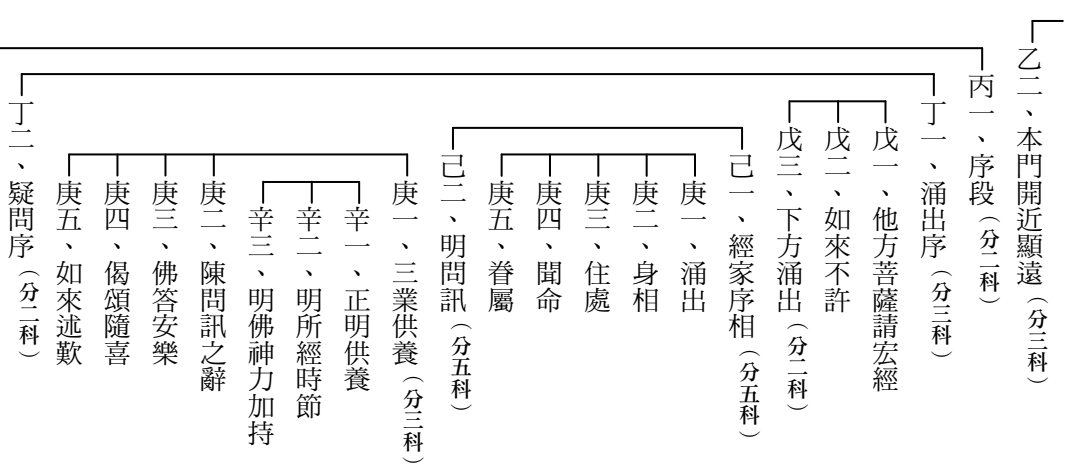 乙二、本門開近顯遠（分三科）
丙一、序段（分二科）
丁一、涌出序（分三科）
戊一、他方菩薩請宏經
戊二、如來不許
戊三、下方涌出（分二科）
己一、經家序相（分五科）
庚一、涌出
庚二、身相
庚三、住處
庚四、聞命
庚五、眷屬
己二、明問訊（分五科）
庚一、三業供養（分三科）
辛一、正明供養
辛二、明所經時節
辛三、明佛神力加持
庚二、陳問訊之辭
庚三、佛答安樂
庚四、偈頌隨喜
庚五、如來述歎
丁二、疑問序（分二科）